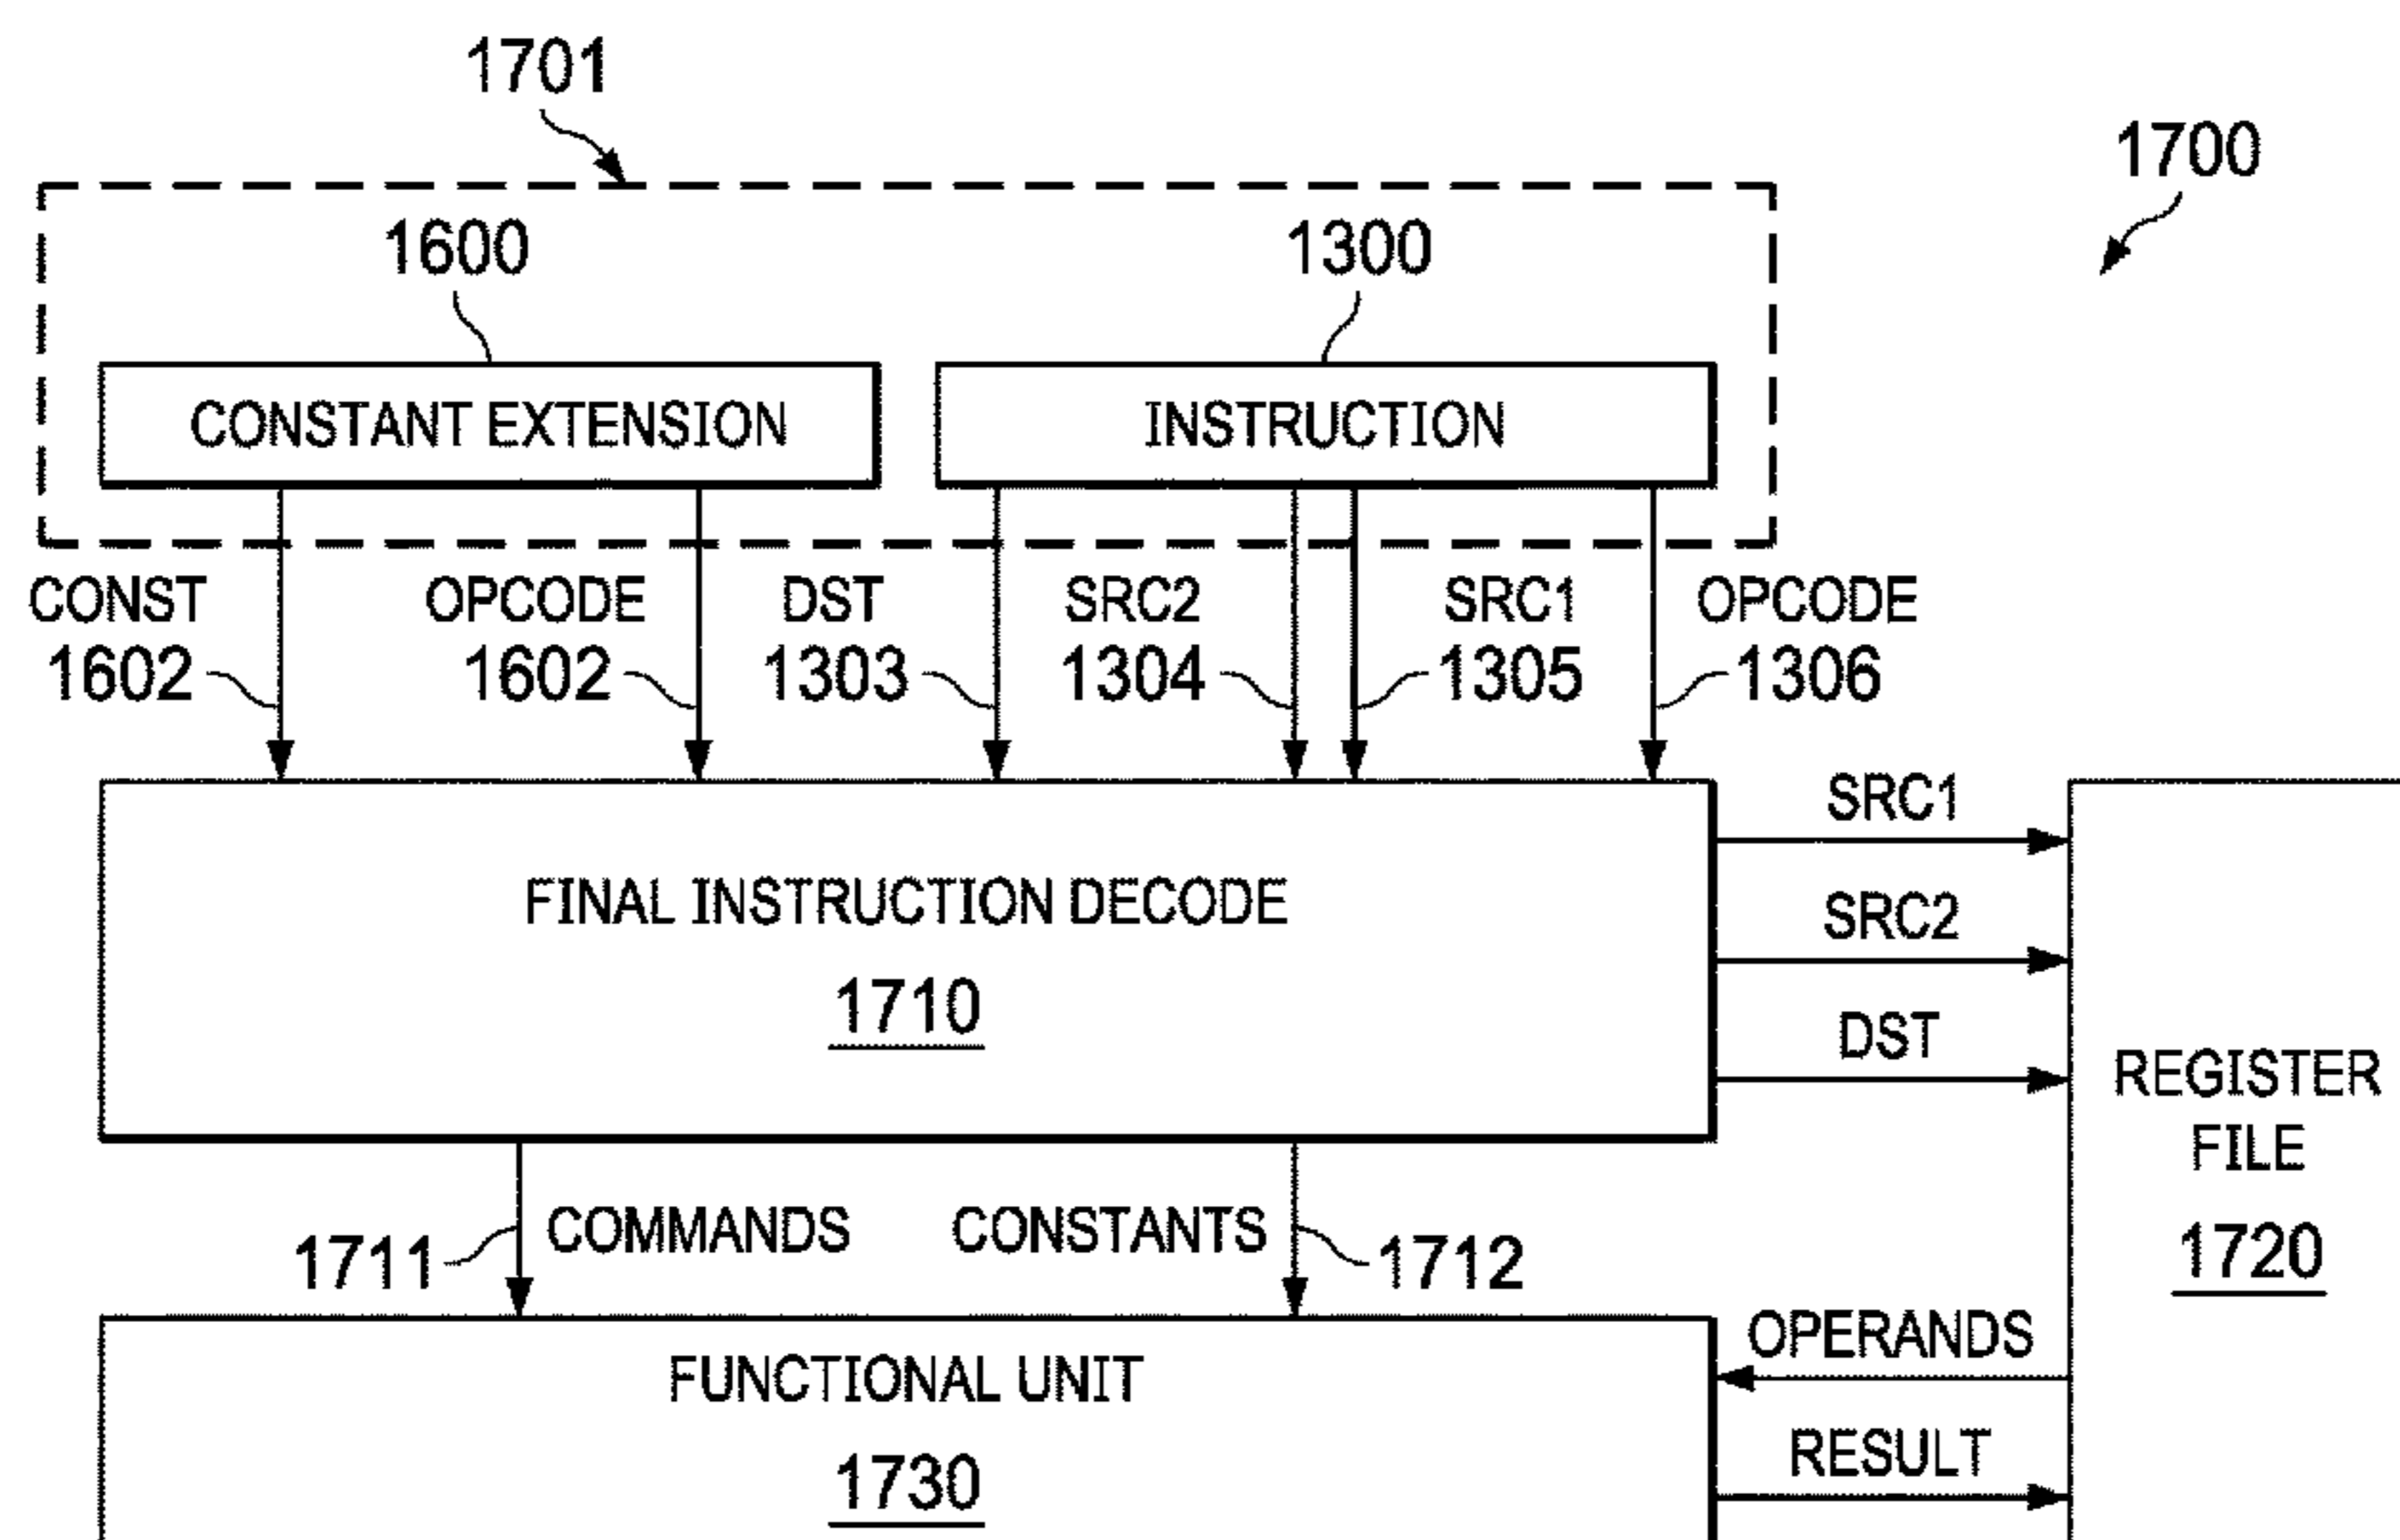 1701
1700
1600
1300
CONSTANT EXTENSION
INSTRUCTION
CONST
1602
OPCODE
1602
DST
1303
SRC2
1304
SRC1
1305
OPCODE
1306
SRC1
FINAL INSTRUCTION DECODE
1710
SRC2
DST
REGISTER
FILE
1720
1711
COMMANDS
CONSTANTS
1712
OPERANDS
FUNCTIONAL UNIT
1730
RESULT